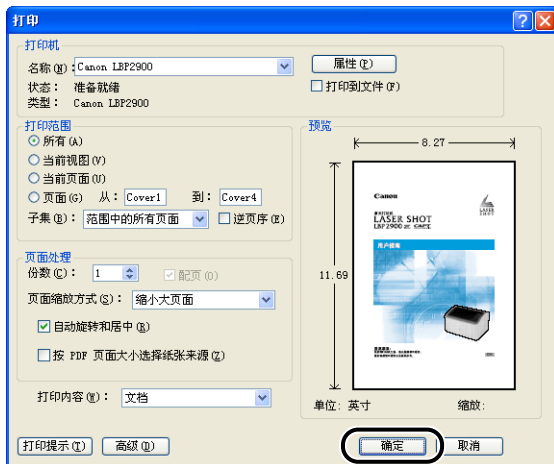 打印
打印机
名称(N):Canon LBP2900
属性(P)
状态： 准备就绪
打印到文件(F)
类型： Canon LBP2900
打印范围
所有(A)
当前视图(V)
当前页面(U)
页面(G) 从: Cover1 到: Cover4
子集(B): 范围中的所有页面 逆页序(E)
页面处理
份数(C): 1 配页(O)
页面缩放方式(S): 缩小大页面
自动旋转和居中(R)
按 PDF 页面大小选择纸张来源(Z)
打印内容(W): 文档
预览
8.27
11.69
Canon
LASER SHOT
LBP2900
用户指南
LASER
SHOT
单位: 英寸 缩放:
打印提示(T) 高级(D) 确定 取消